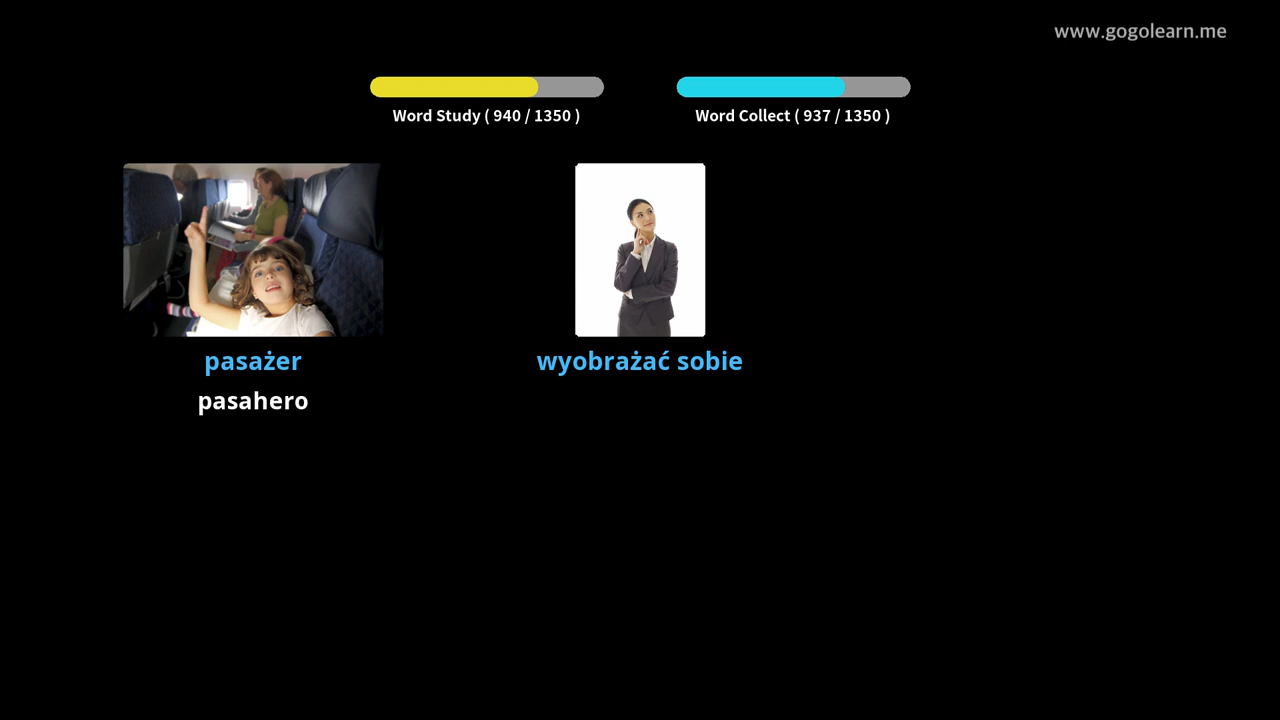 www.gogolearn.me
Word Study ( 940 / 1350 )
Word Collect ( 937 / 1350 )
pasażer
pasahero
wyobrażać sobie